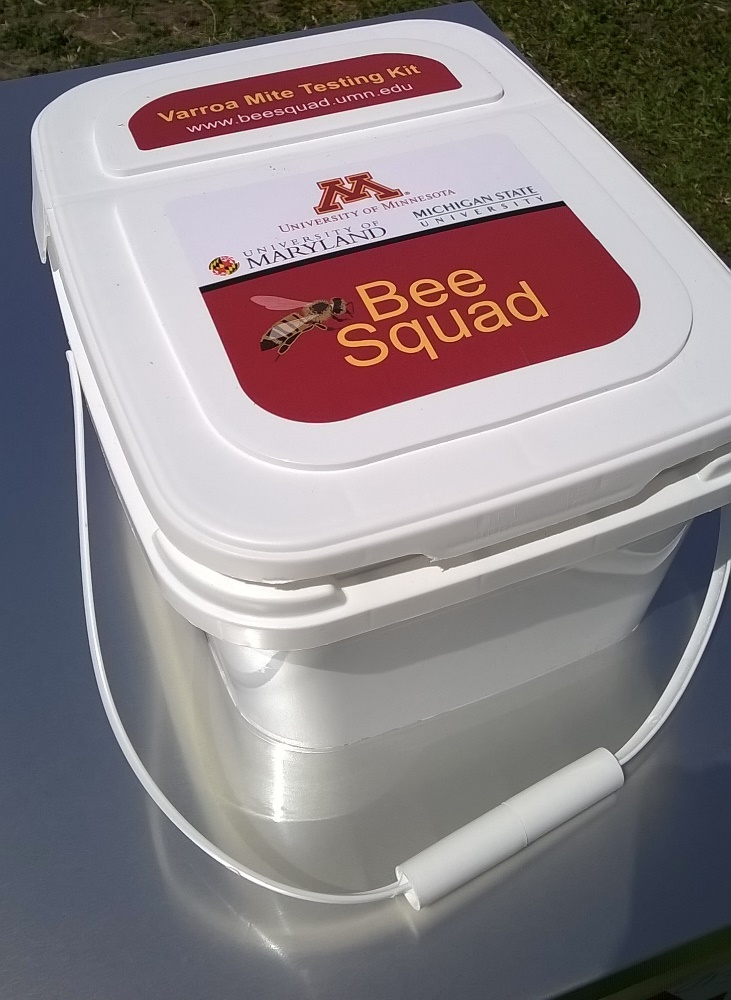 Varroa Mite Testing Kit
www.beesquad.umn.edu
M
UNIVERSITY OF MINNESOTA
UNIVERSITY OF
MARYLAND
MICHIGAN STATE
UNIVERSITY
Bee
Squad